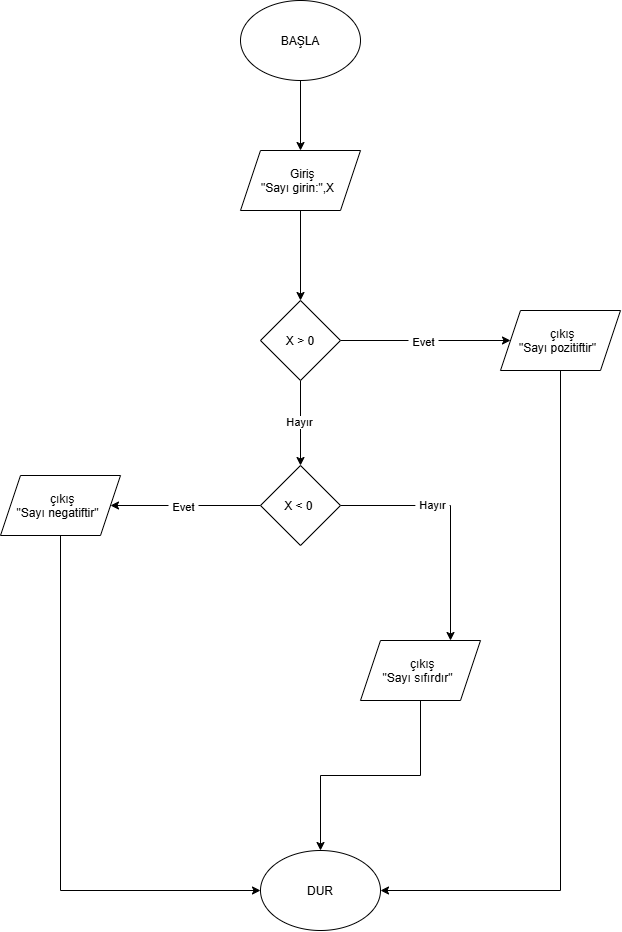 BAŞLA
Giriş
"Sayı girin:",X
X > 0
Evet
çıkış
"Sayı pozitiftir"
Hayır
çıkış
"Sayı negatiftir"
Evet
X < 0
Hayır
çıkış
"Sayı sıfırdır"
DUR